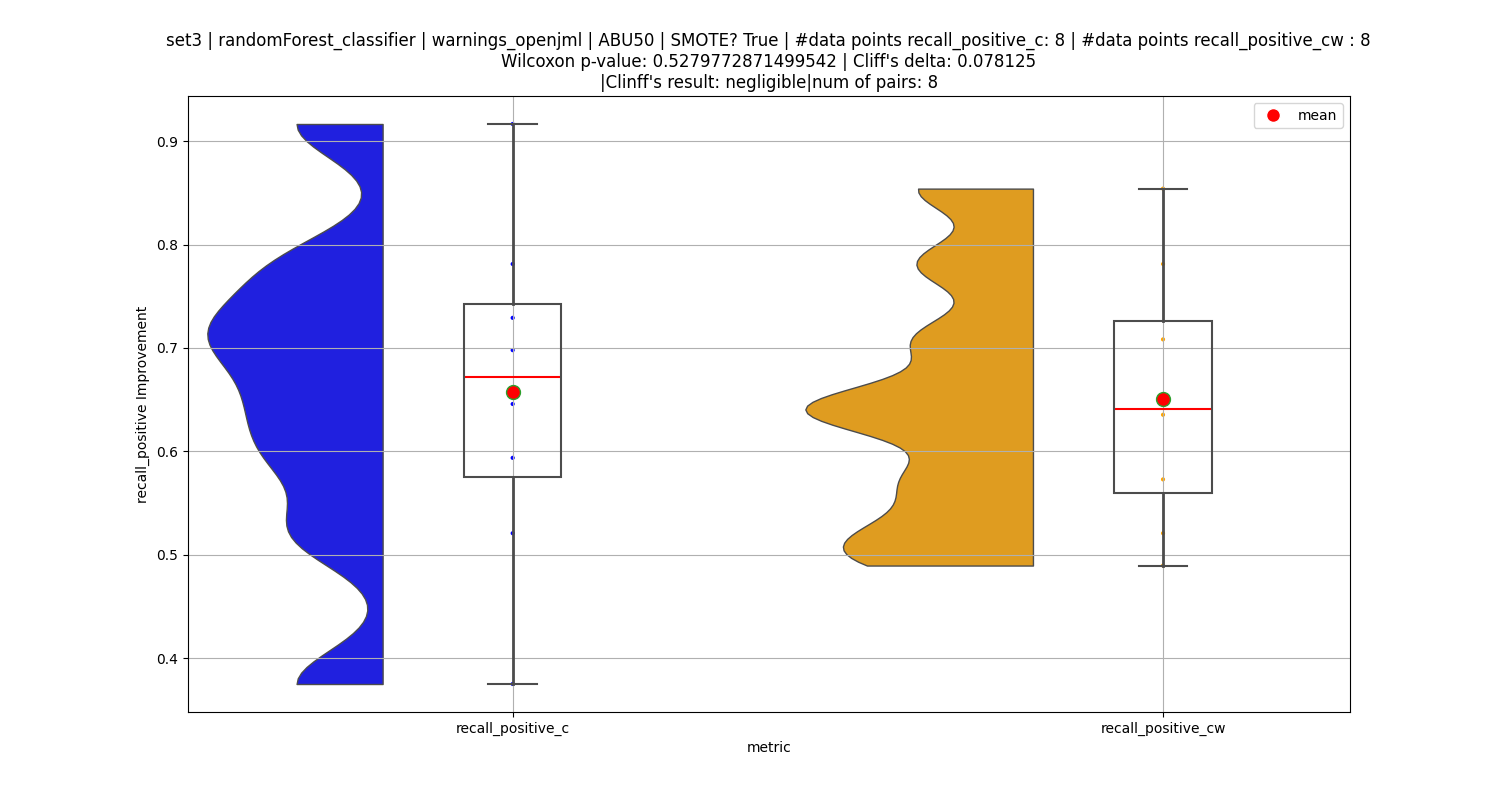 set3 | randomForest_classifier | warnings_openjml | ABU50 | SMOTE? True | #data points recall_positive_c: 8 | #data points recall_positive_cw : 8
Wilcoxon p-value: 0.5279772871499542 | Cliff's delta: 0.078125
|Clinff's result: negligible|num of pairs: 8
mean
0.9
0.8
0.7
0.6
0.5
0.4
recall_positive Improvement
recall_positive_c
recall_positive_cw
metric